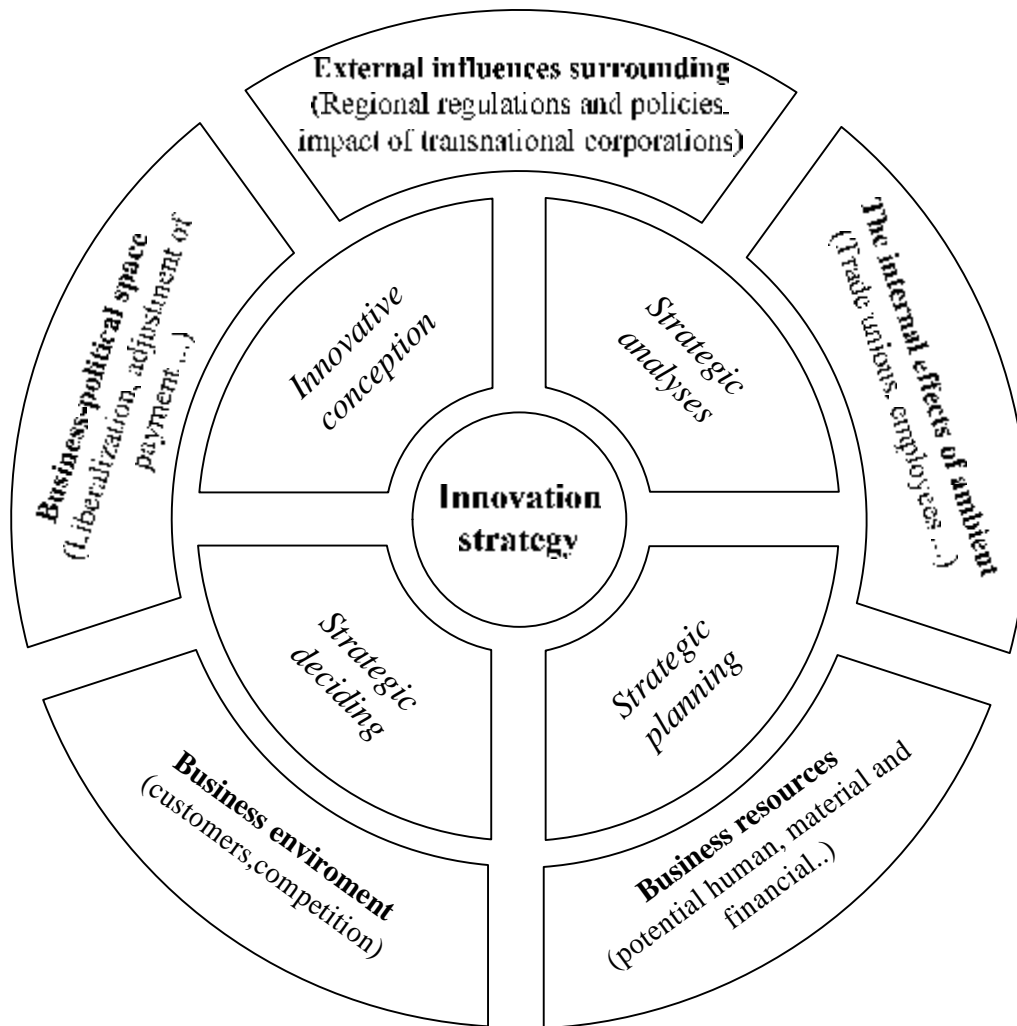 External influences surrounding
(Regional regulations and policies
impact of transnational corporations)
The internal effects of ambient
(Trade unious, employees ...)
Business resources
(potential human, material and
financial..)
Business enviroment
(customers,competition)
Business-political space
(Liberalization, adjustment of
payment ...)
Innovative
conception
Strategic
analyses
Strategic
planning
Strategic
deciding
Innovation
strategy